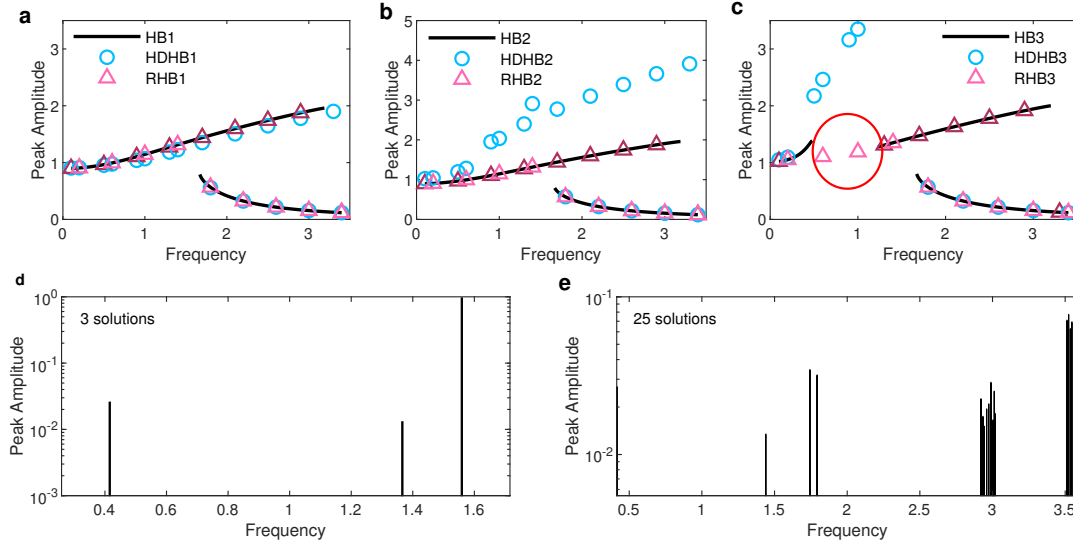 a
HB1
HDHB1
RHB1
Peak Amplitude
3
2
1
0
0 1 2 3
Frequency
b
HB2
HDHB2
RHB2
Peak Amplitude
5
4
3
2
1
0
0 1 2 3
Frequency
c
HB3
HDHB3
RHB3
Peak Amplitude
3
2
1
0
0 1 2 3
Frequency
d
3 solutions
Peak Amplitude
10^0
10^-1
10^-2
10^-3
0.4 0.6 0.8 1 1.2 1.4 1.6
Frequency
e
25 solutions
Peak Amplitude
10^-1
10^-2
0.5 1 1.5 2 2.5 3 3.5
Frequency